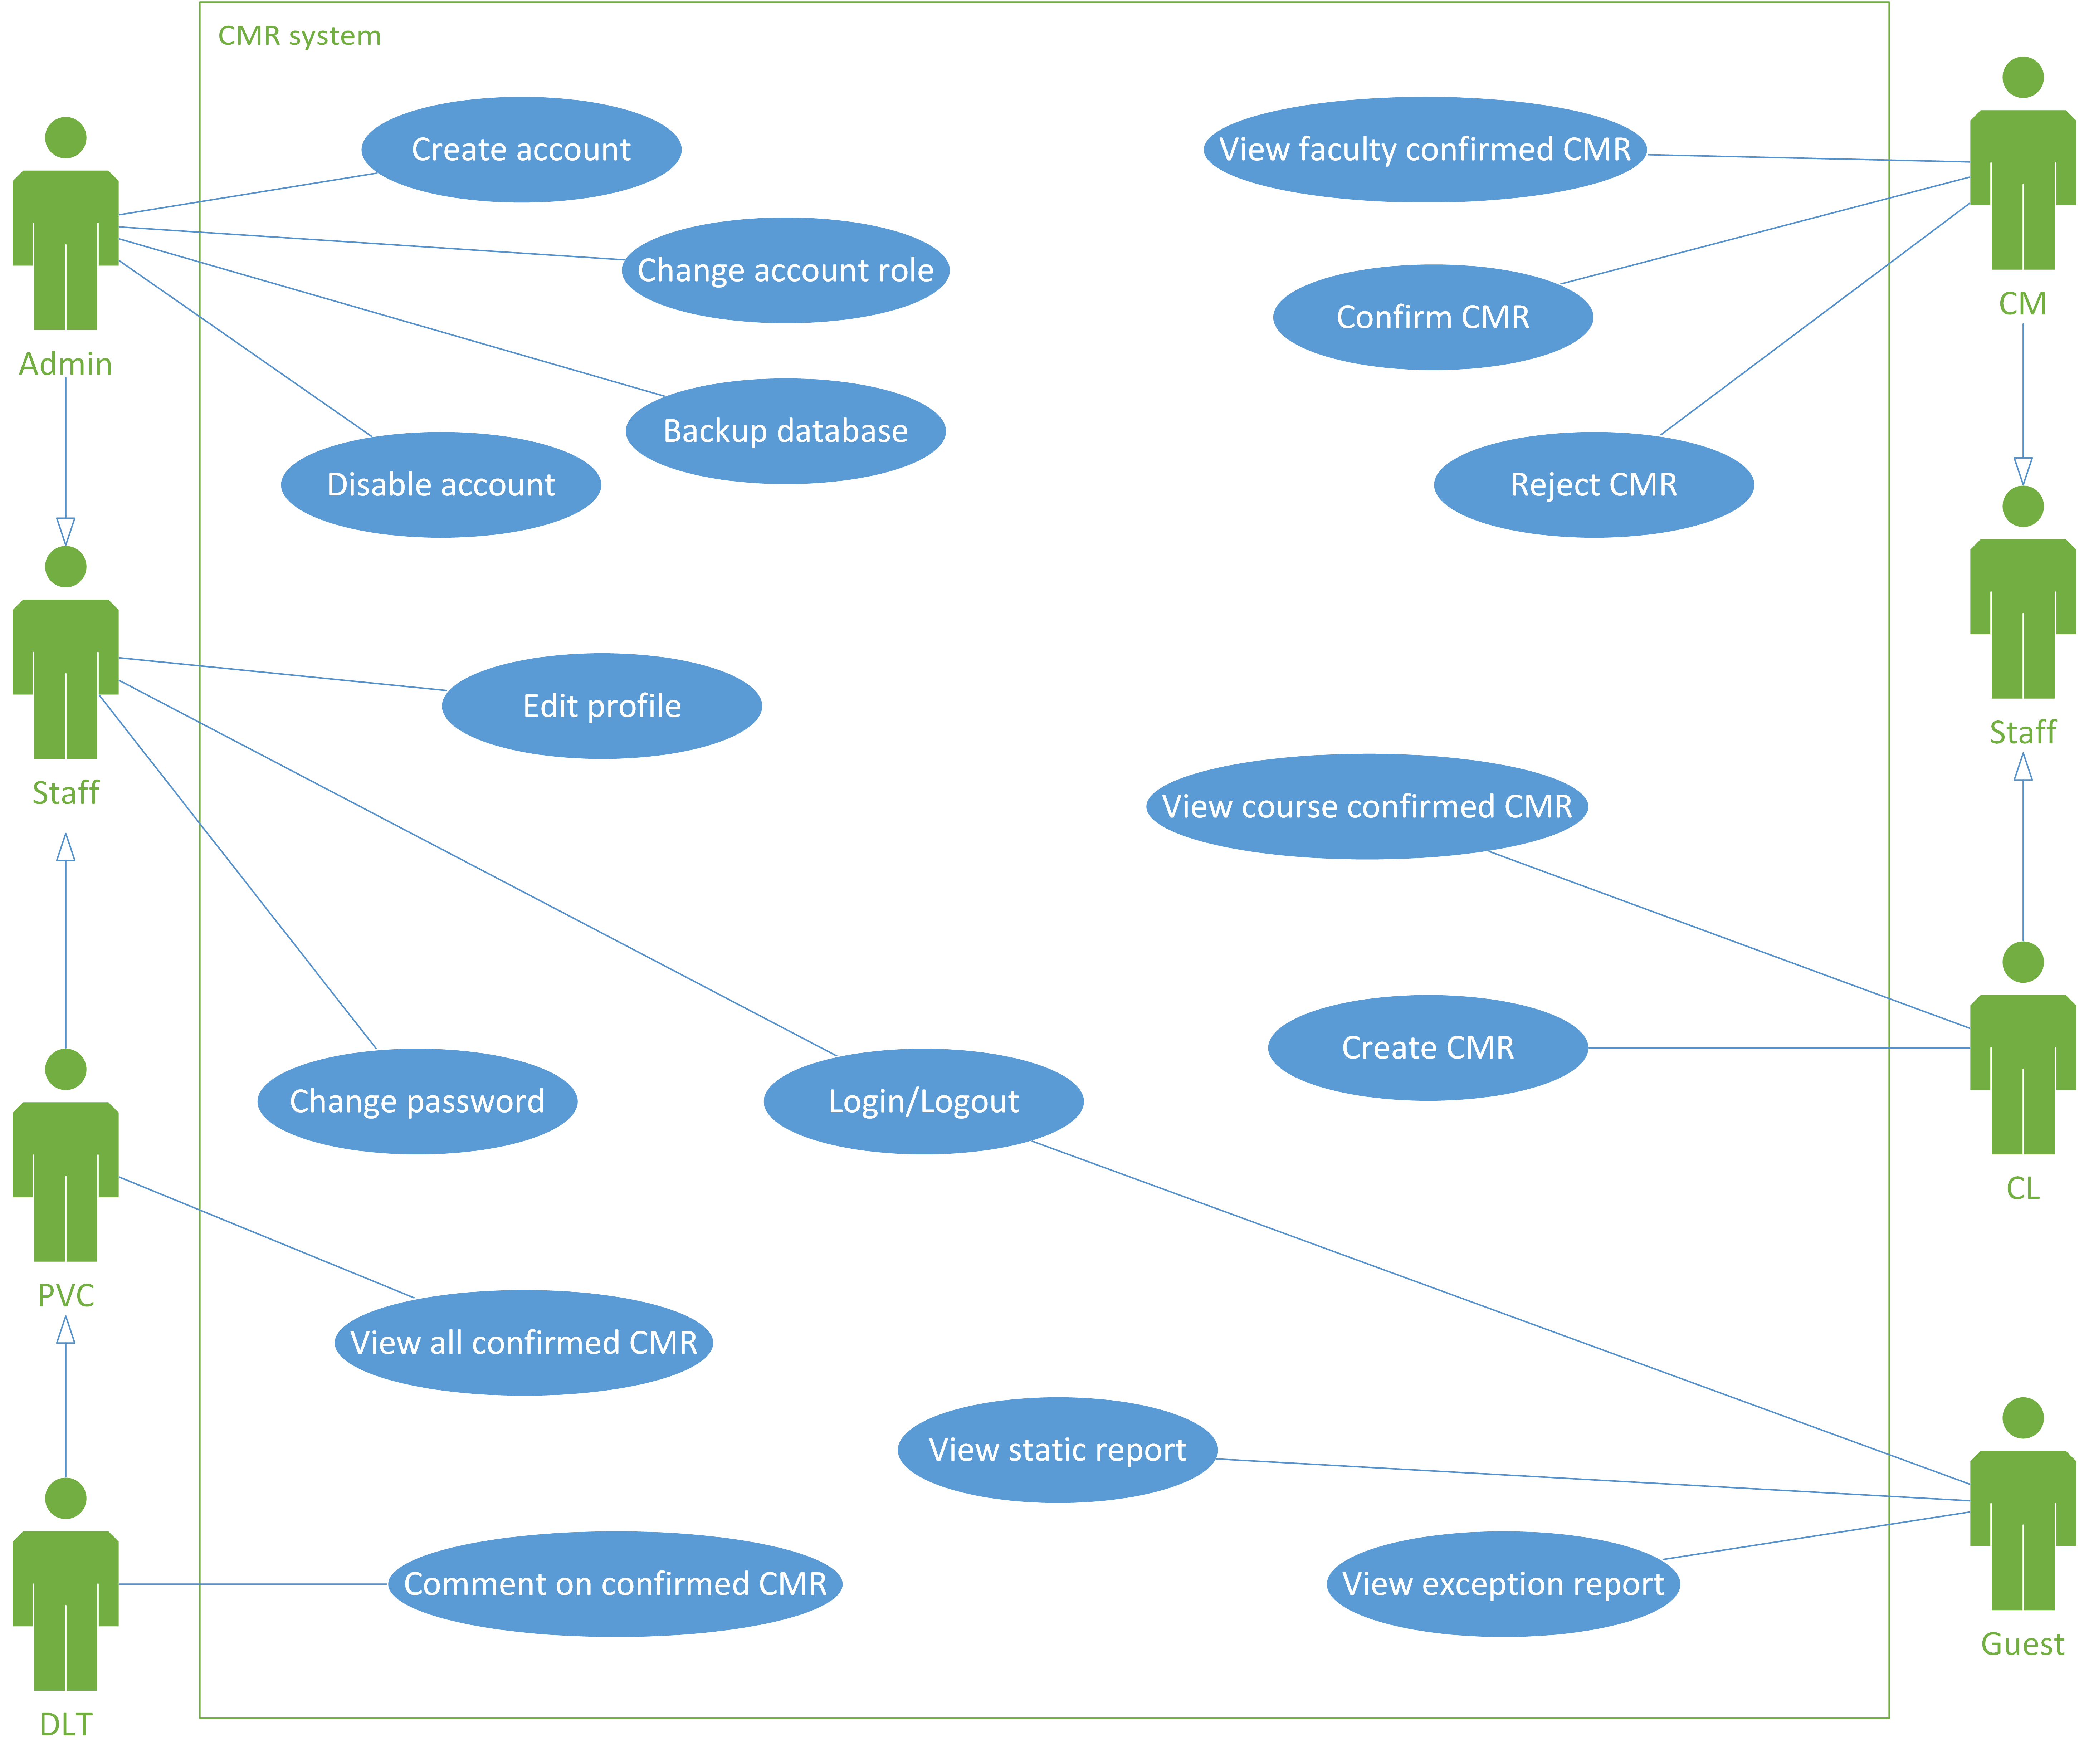 CMR system
Create account
View faculty confirmed CMR
Change account role
Confirm CMR
CM
Admin
Backup database
Disable account
Reject CMR
Edit profile
Staff
Staff
View course confirmed CMR
Create CMR
Change password
Login/Logout
CL
PVC
View all confirmed CMR
View static report
Comment on confirmed CMR
View exception report
Guest
DLT